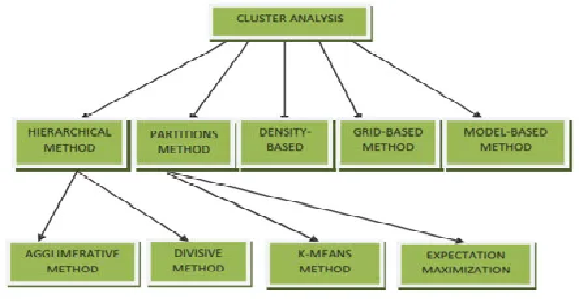 CLUSTER ANALYSIS
HIERARCHICAL
METHOD
PARTITIONS
METHOD
DENSITY-
BASED
GRID-BASED
METHOD
MODEL-BASED
METHOD
AGGLIMERATIVE
METHOD
DIVISIVE
METHOD
K-MEANS
METHOD
EXPECTATION
MAXIMIZATION